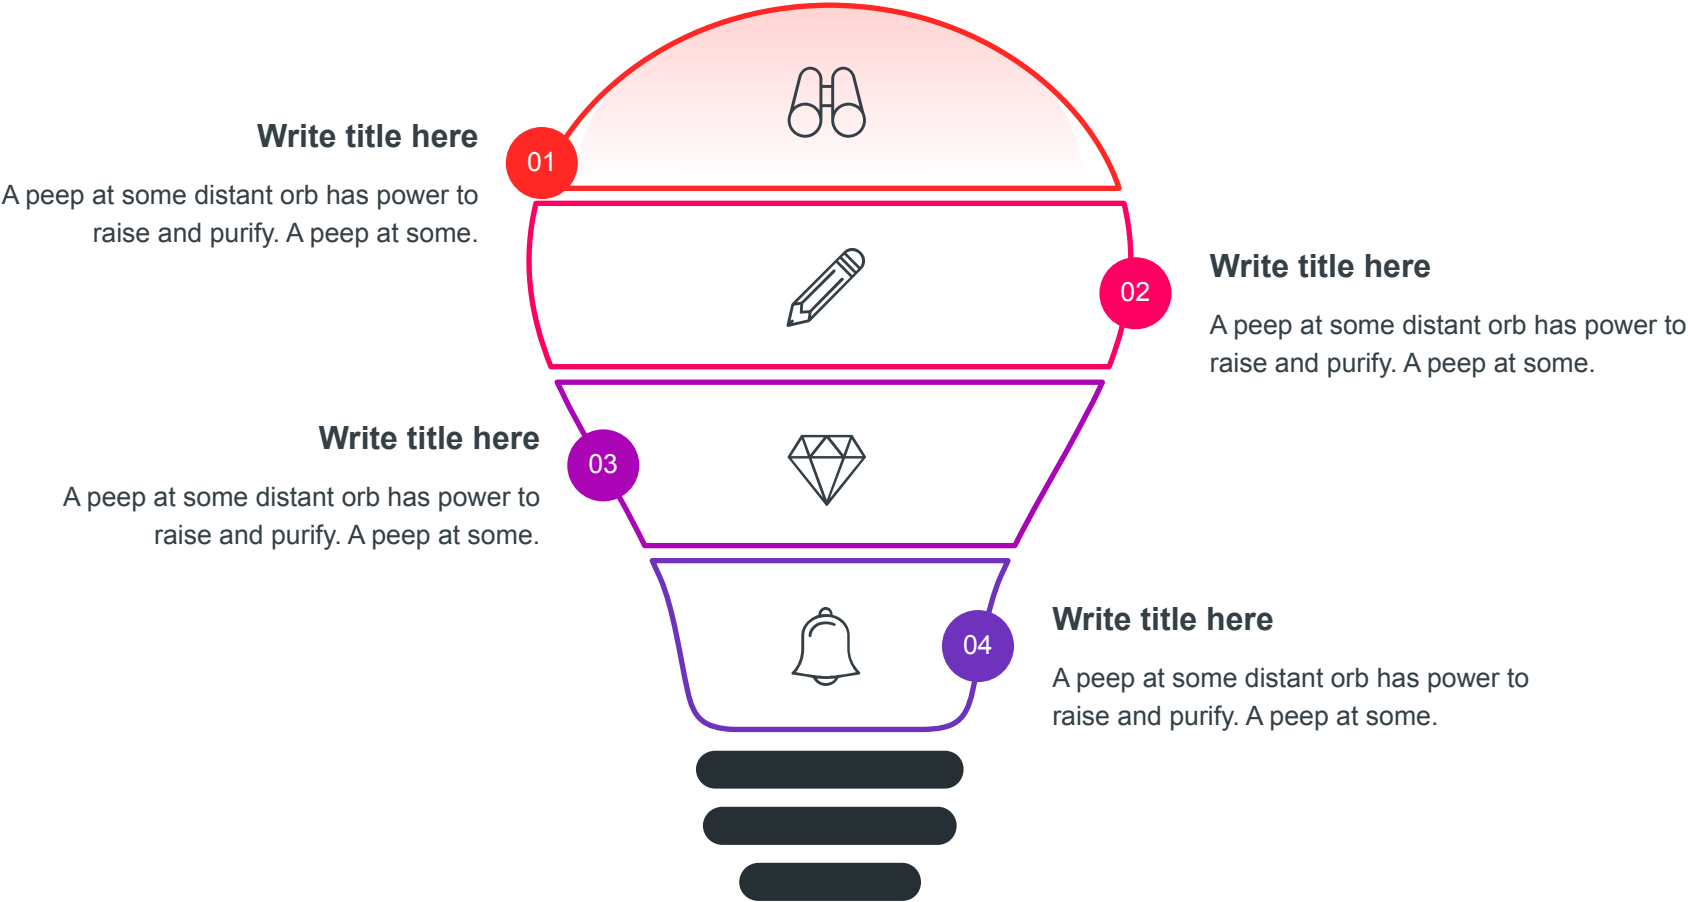 01
Write title here
A peep at some distant orb has power to
raise and purify. A peep at some.
02
Write title here
A peep at some distant orb has power to
raise and purify. A peep at some.
03
Write title here
A peep at some distant orb has power to
raise and purify. A peep at some.
04
Write title here
A peep at some distant orb has power to
raise and purify. A peep at some.